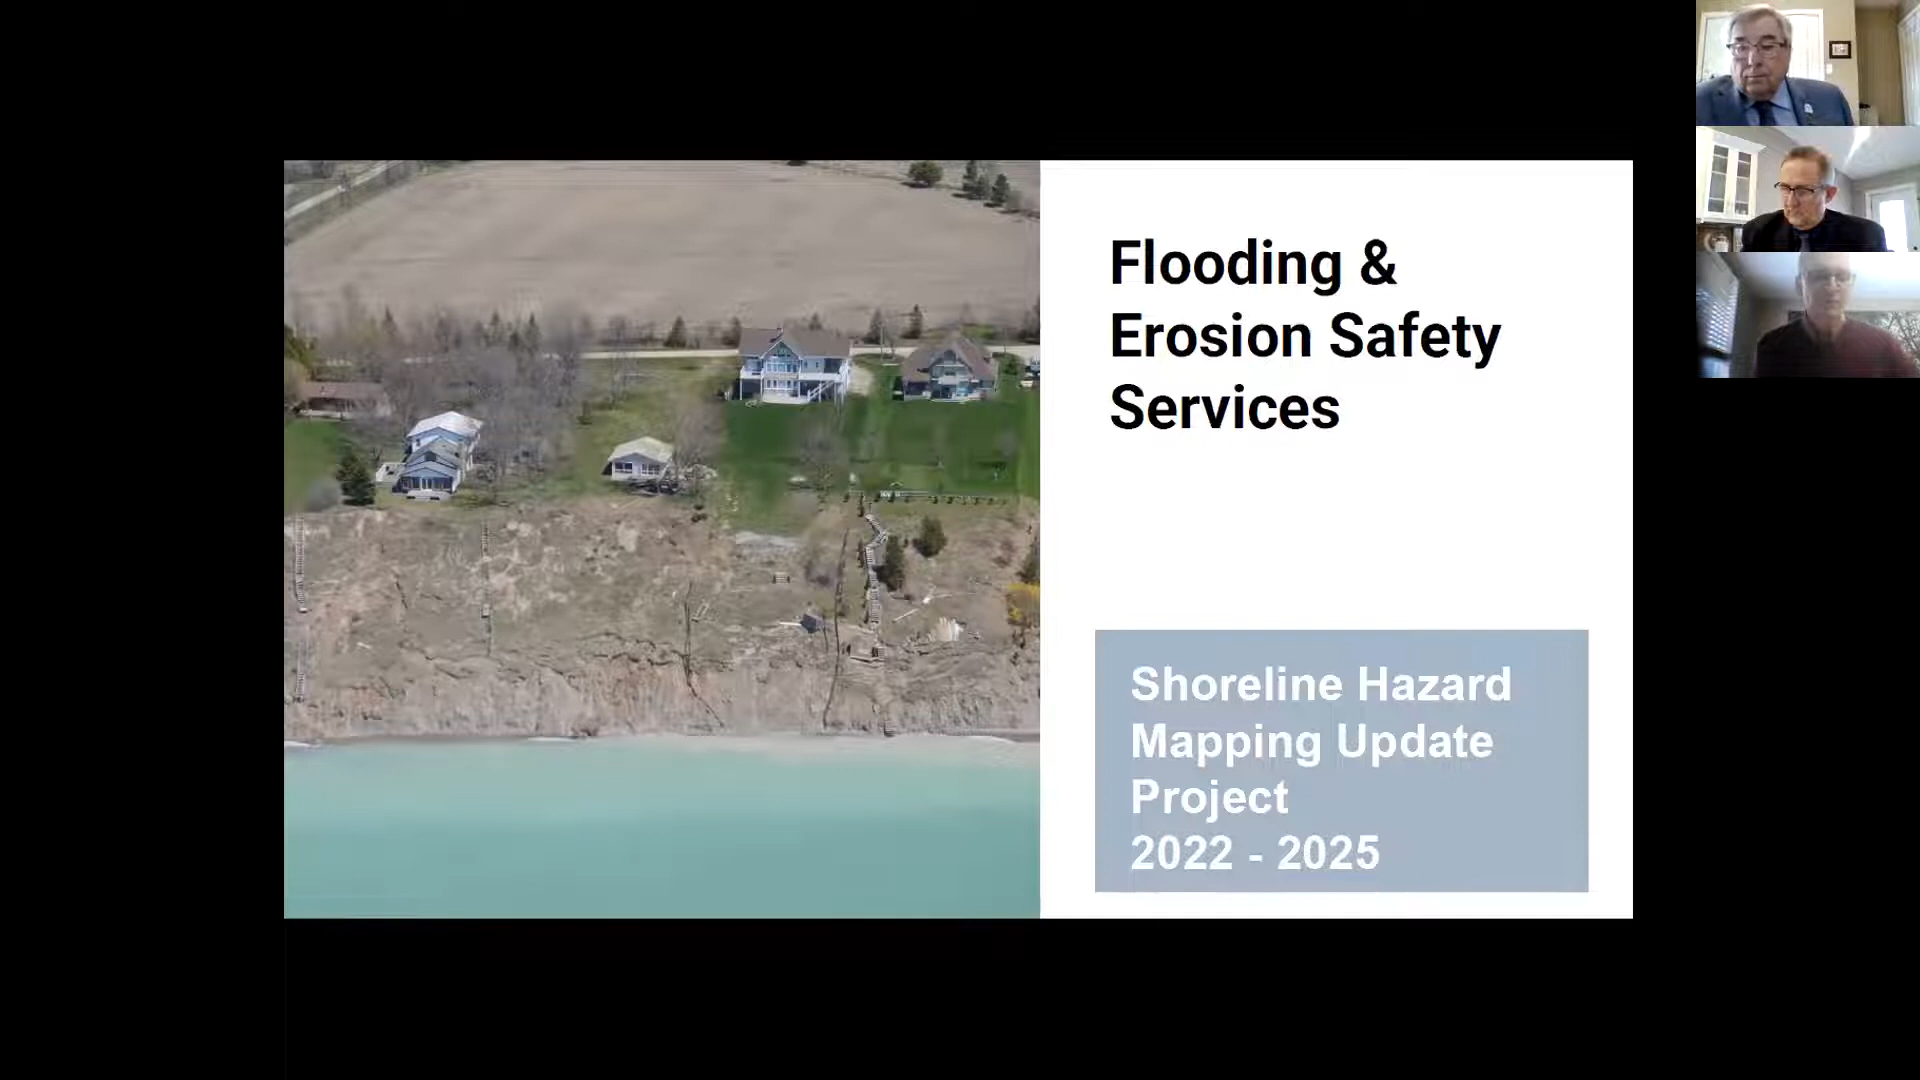 Flooding &
Erosion Safety
Services
Shoreline Hazard
Mapping Update
Project
2022 - 2025